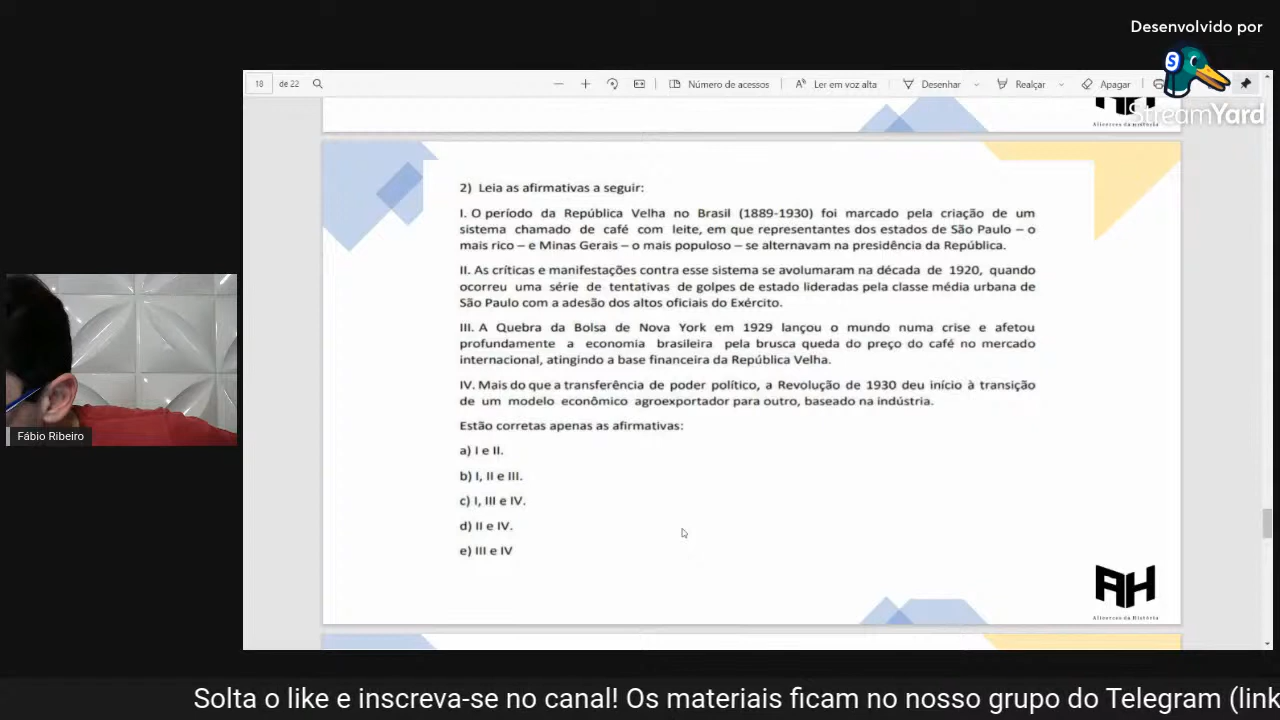 Desenvolvido por
StreamYard
18 de 22
Número de acessos
Ler em voz alta
Desenhar
Realçar
Apagar
Alicerces da História
2) Leia as afirmativas a seguir:
I. O período da República Velha no Brasil (1889-1930) foi marcado pela criação de um
sistema chamado de café com leite, em que representantes dos estados de São Paulo – o
mais rico – e Minas Gerais – o mais populoso – se alternavam na presidência da República.
II. As críticas e manifestações contra esse sistema se avolumaram na década de 1920, quando
ocorreu uma série de tentativas de golpes de estado lideradas pela classe média urbana de
São Paulo com a adesão dos altos oficiais do Exército.
III. A Quebra da Bolsa de Nova York em 1929 lançou o mundo numa crise e afetou
profundamente a economia brasileira pela brusca queda do preço do café no mercado
internacional, atingindo a base financeira da República Velha.
IV. Mais do que a transferência de poder político, a Revolução de 1930 deu início à transição
de um modelo econômico agroexportador para outro, baseado na indústria.
Estão corretas apenas as afirmativas:
a) I e II.
b) I, II e III.
c) I, III e IV.
d) II e IV.
e) III e IV
AH
Alicerces da História
Fábio Ribeiro
Solta o like e inscreva-se no canal! Os materiais ficam no nosso grupo do Telegram (link